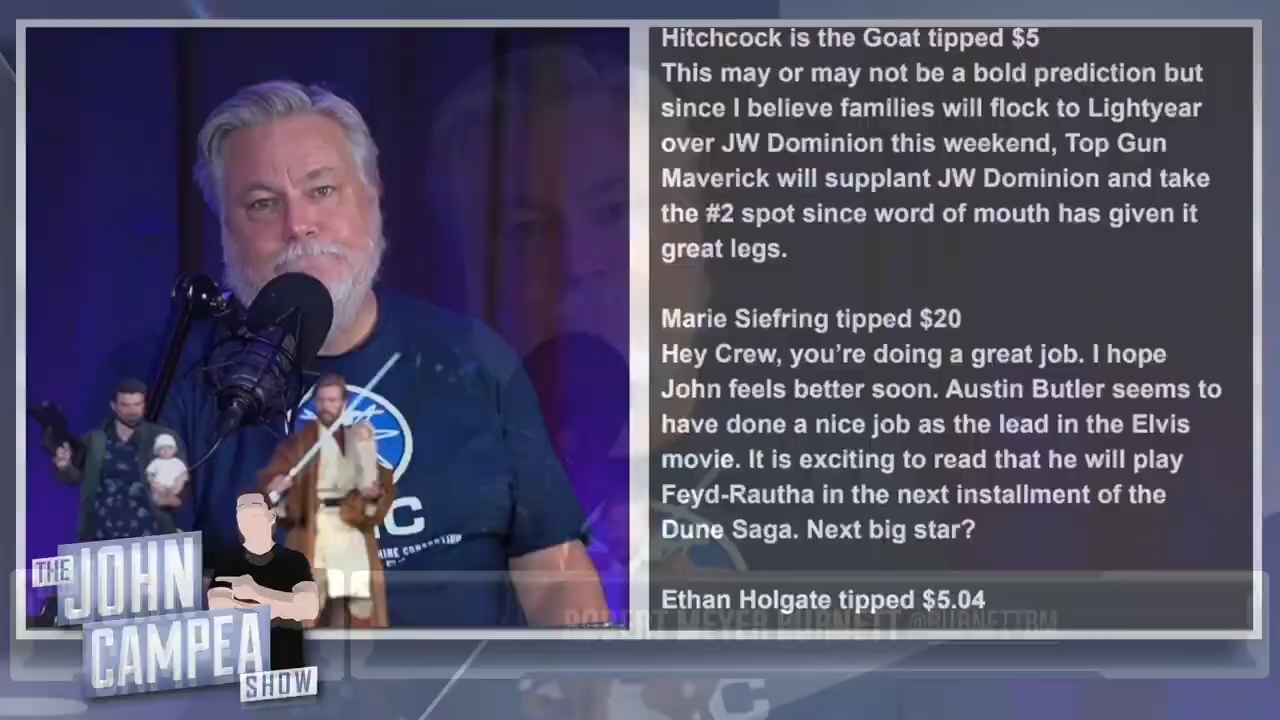 Hitchcock is the Goat tipped $5
This may or may not be a bold prediction but
since I believe families will flock to Lightyear
over JW Dominion this weekend, Top Gun
Maverick will supplant JW Dominion and take
the #2 spot since word of mouth has given it
great legs.
Marie Siefring tipped $20
Hey Crew, you’re doing a great job. I hope
John feels better soon. Austin Butler seems to
have done a nice job as the lead in the Elvis
movie. It is exciting to read that he will play
Feyd-Rautha in the next installment of the
Dune Saga. Next big star?
Ethan Holgate tipped $5.04
ROBERT MEYER BURNETT @BURNETTRM
THE
JOHN
CAMPEA
SHOW